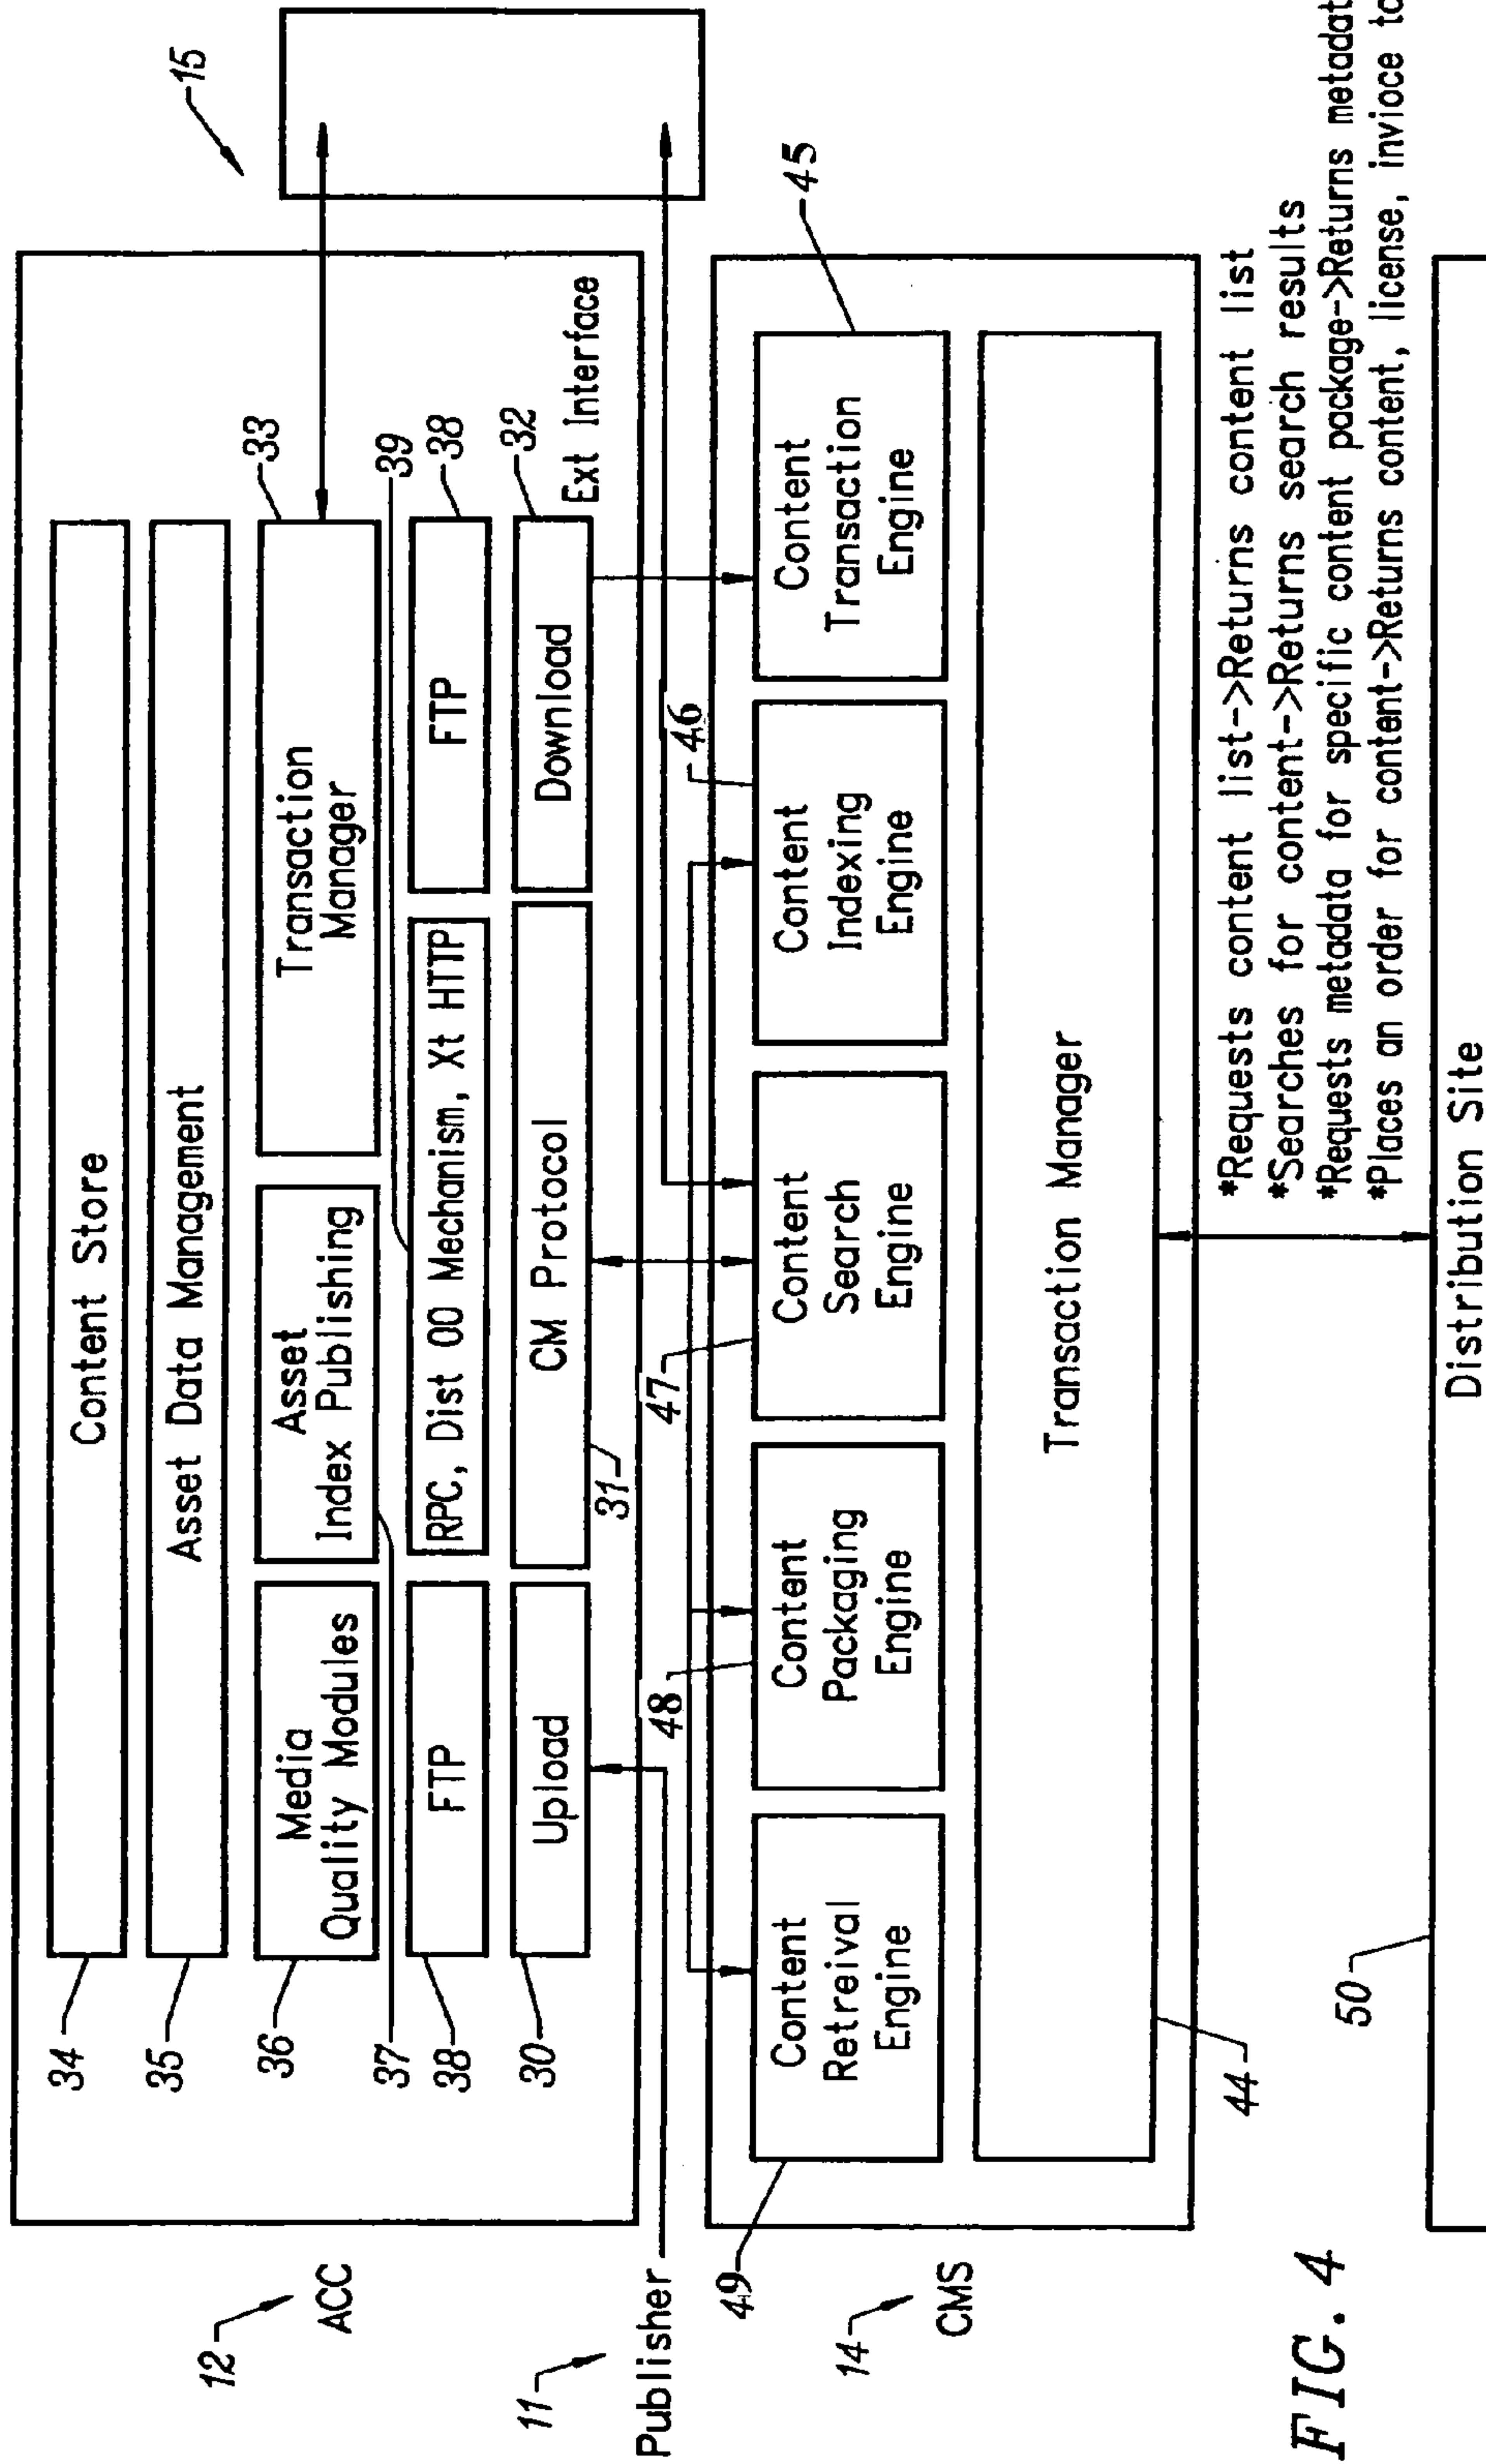 12
ACC
34
Content Store
35
Asset Data Management
36
Media
Quality Modules
37
Asset
Index Publishing
33
Transaction
Manager
39
38
FTP
RPC, Dist OO Mechanism, Xt HTTP
FTP
38
30
Upload
CM Protocol
31
Download
32
Ext Interface
15
11
Publisher
14
CMS
49
Content
Retreival
Engine
48
Content
Packaging
Engine
47
Content
Search
Engine
46
Content
Indexing
Engine
45
Content
Transaction
Engine
44
Transaction Manager
*Requests content list->Returns content list
*Searches for content->Returns search results
*Requests metadata for specific content package->Returns metadat
*Places an order for content->Returns content, license, invioce to
50
Distribution Site
FIG. 4